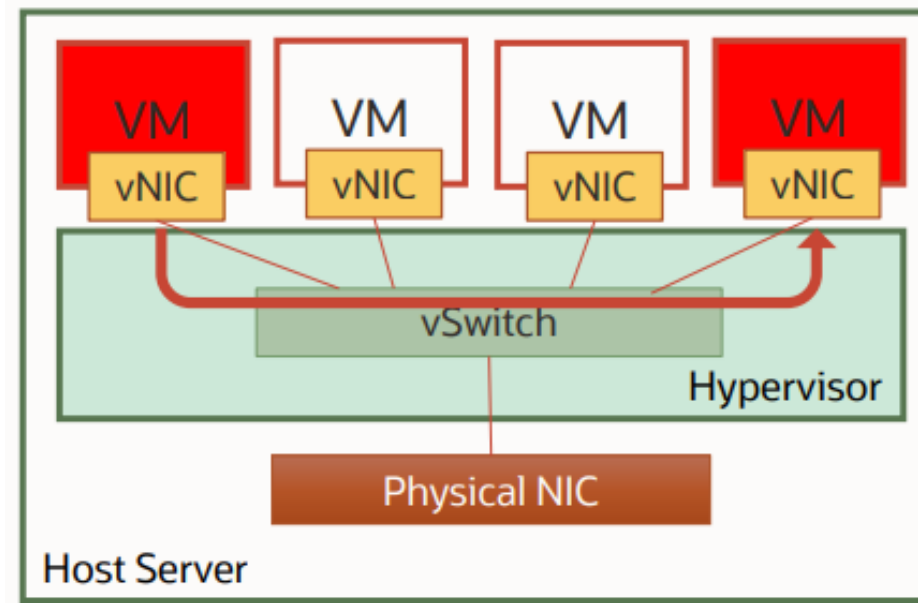 VM
VM
VM
VM
vNIC
vNIC
vNIC
vNIC
vSwitch
Hypervisor
Physical NIC
Host Server